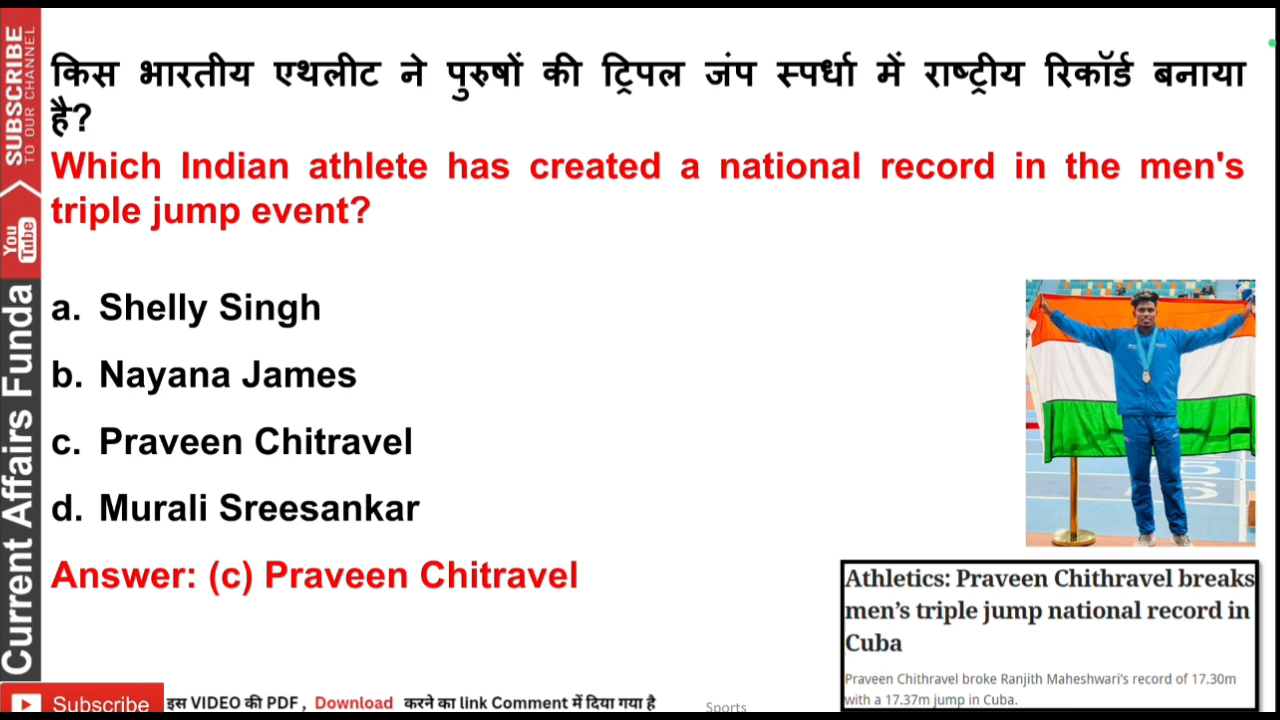 SUBSCRIBE
TO OUR CHANNEL
You
Tube
Current Affairs Funda
किस भारतीय एथलीट ने पुरुषों की ट्रिपल जंप स्पर्धा में राष्ट्रीय रिकॉर्ड बनाया
है?
Which Indian athlete has created a national record in the men's
triple jump event?
a. Shelly Singh
b. Nayana James
c. Praveen Chitravel
d. Murali Sreesankar
Answer: (c) Praveen Chitravel
Athletics: Praveen Chithravel breaks
men’s triple jump national record in
Cuba
Praveen Chithravel broke Ranjith Maheshwari’s record of 17.30m
with a 17.37m jump in Cuba.
Subscribe
इस VIDEO की PDF , Download करने का link Comment में दिया गया है
Sports